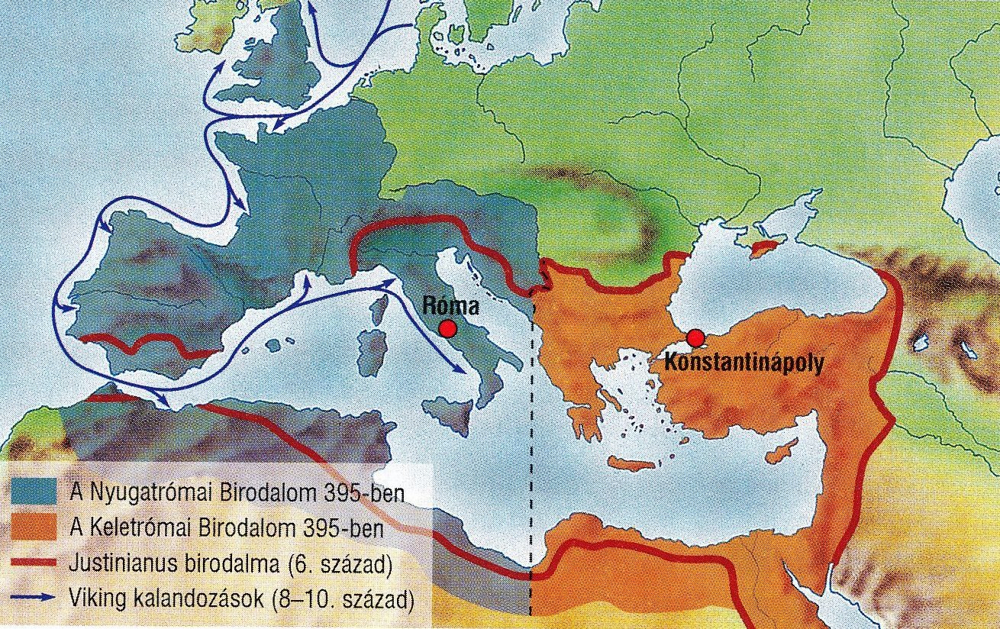 Róma
Konstantinápoly
A Nyugatrómai Birodalom 395-ben
A Keletrómai Birodalom 395-ben
Justinianus birodalma (6. század)
Viking kalandozások (8–10. század)